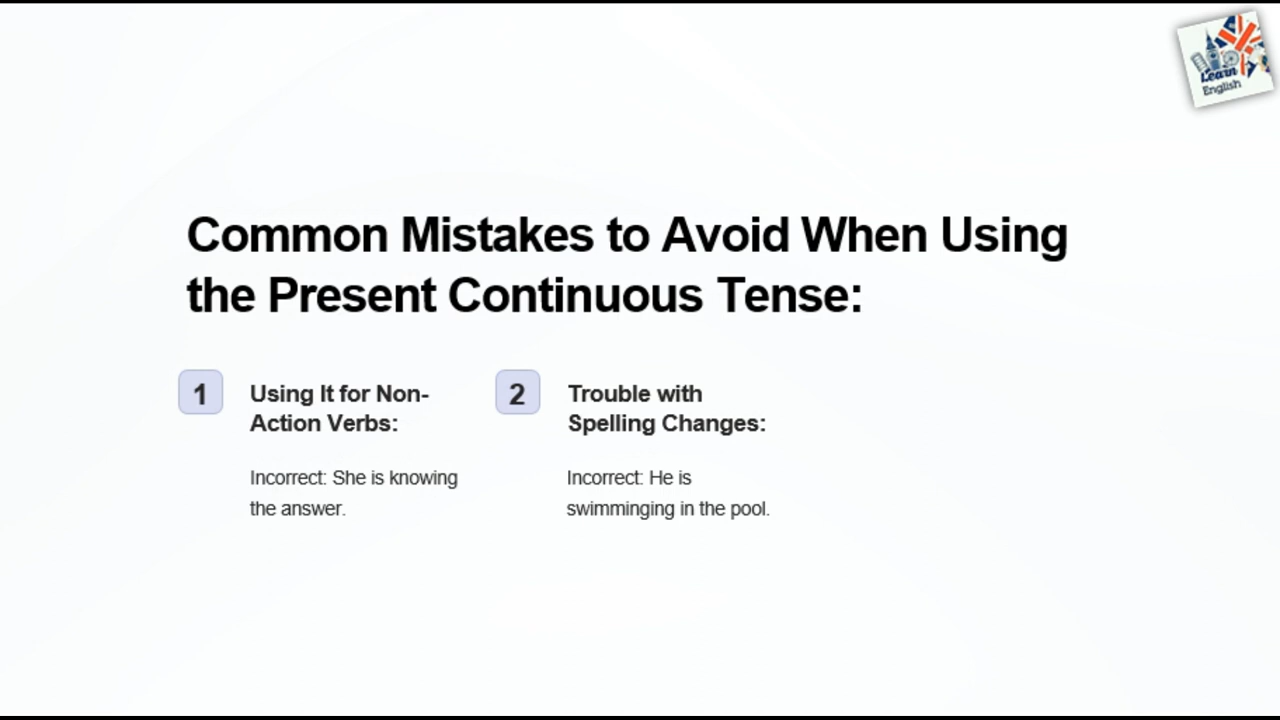 Learn
English
Common Mistakes to Avoid When Using
the Present Continuous Tense:
1
Using It for Non-
Action Verbs:
Incorrect: She is knowing
the answer.
2
Trouble with
Spelling Changes:
Incorrect: He is
swimminging in the pool.